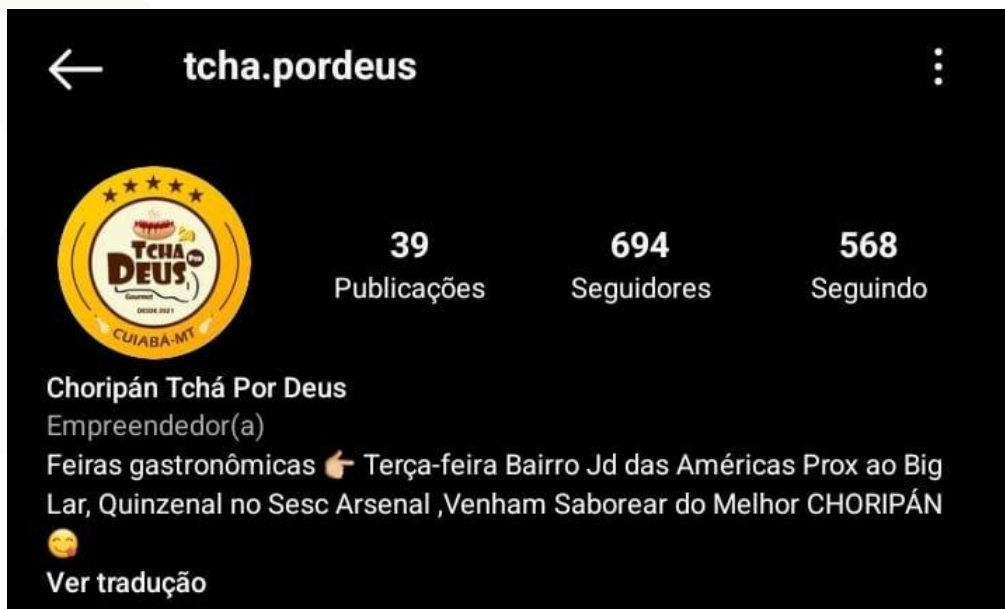 tcha.pordeus
TCHA POR
DEUS
Gourmet
DESDE 2021
CUIABÁ-MT
39
Publicações
694
Seguidores
568
Seguindo
Choripán Tchá Por Deus
Empreendedor(a)
Feiras gastronômicas 👉🏼 Terça-feira Bairro Jd das Américas Prox ao Big
Lar, Quinzenal no Sesc Arsenal ,Venham Saborear do Melhor CHORIPÁN
😋
Ver tradução